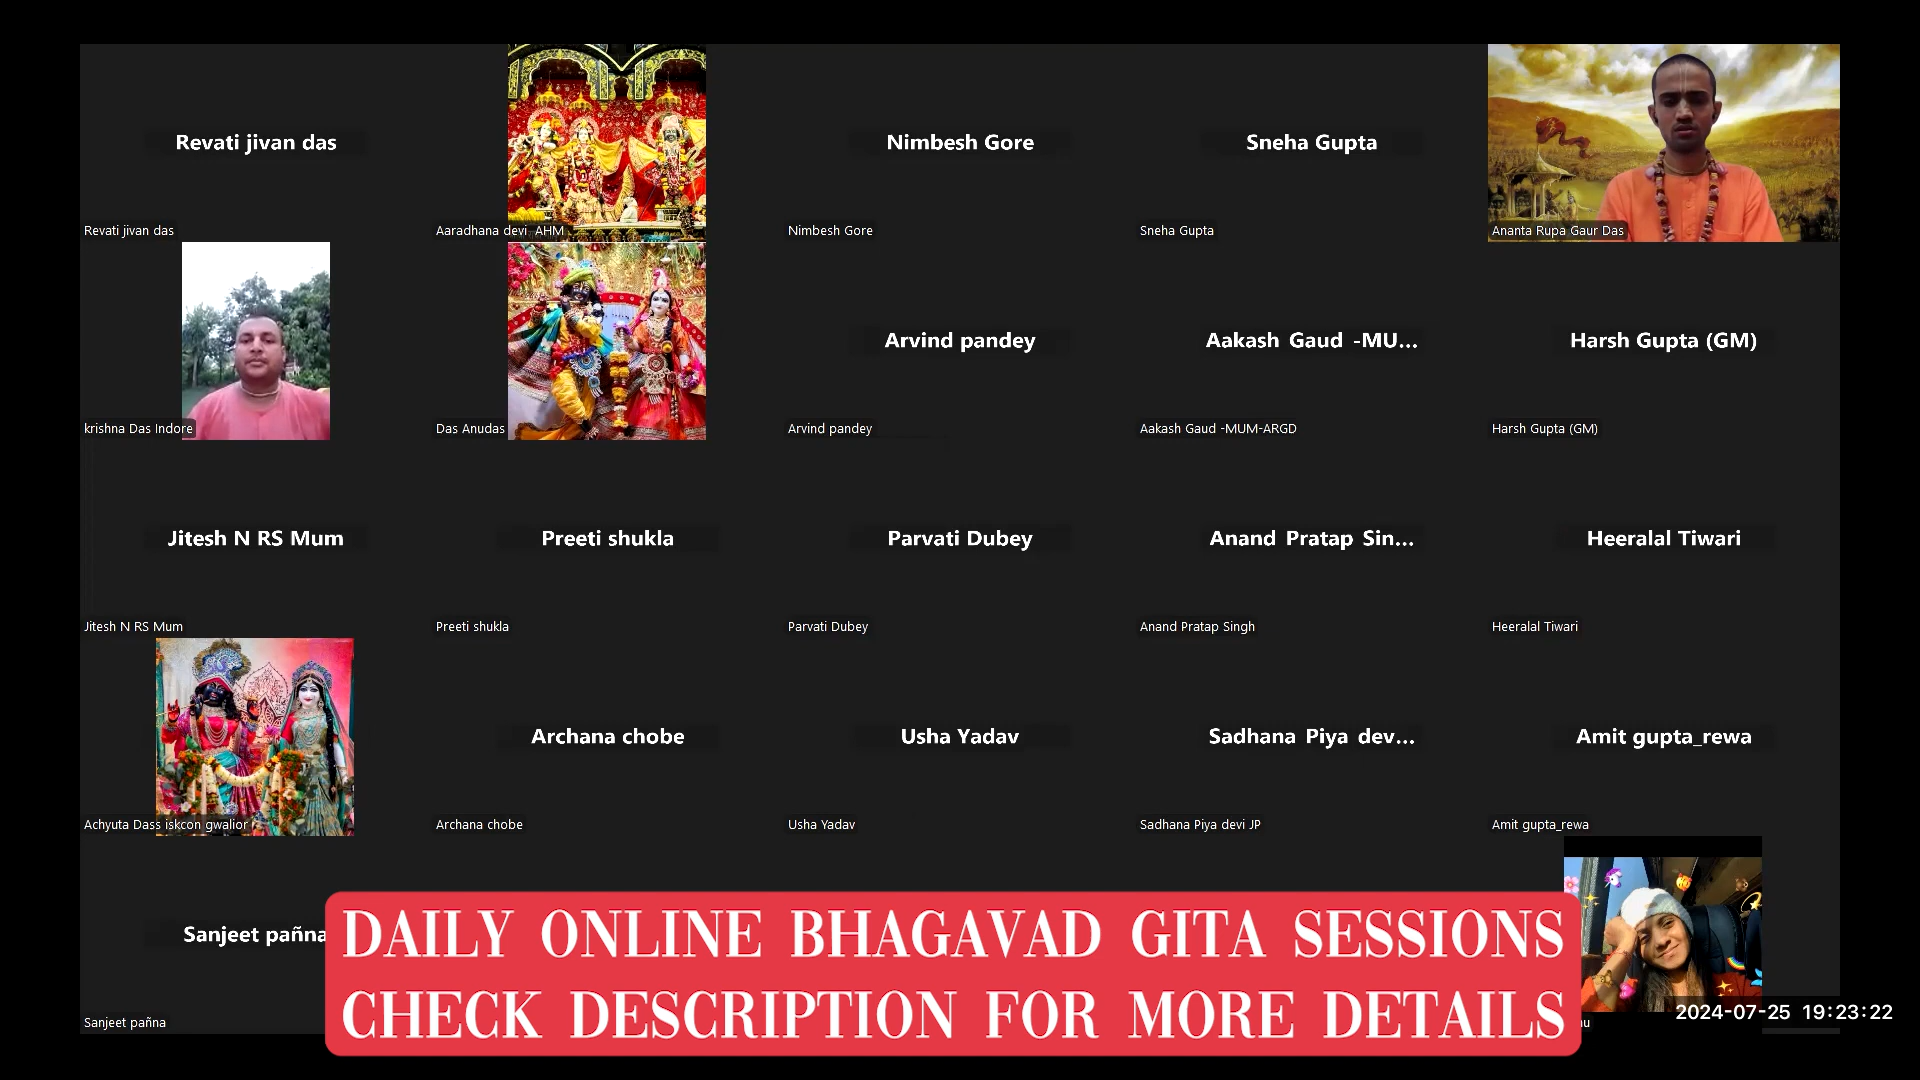 Revati jivan das
Nimbesh Gore
Sneha Gupta
Revati jivan das
Aaradhana devi AHM
Nimbesh Gore
Sneha Gupta
Ananta Rupa Gaur Das
Arvind pandey
Aakash Gaud -MU...
Harsh Gupta (GM)
krishna Das Indore
Das Anudas
Arvind pandey
Aakash Gaud -MUM-ARGD
Harsh Gupta (GM)
Jitesh N RS Mum
Preeti shukla
Parvati Dubey
Anand Pratap Sin...
Heeralal Tiwari
Jitesh N RS Mum
Preeti shukla
Parvati Dubey
Anand Pratap Singh
Heeralal Tiwari
Archana chobe
Usha Yadav
Sadhana Piya dev...
Amit gupta_rewa
Achyuta Dass iskcon gwalior
Archana chobe
Usha Yadav
Sadhana Piya devi JP
Amit gupta_rewa
Sanjeet pañna
DAILY ONLINE BHAGAVAD GITA SESSIONS
CHECK DESCRIPTION FOR MORE DETAILS
Sanjeet pañna
2024-07-25 19:23:22